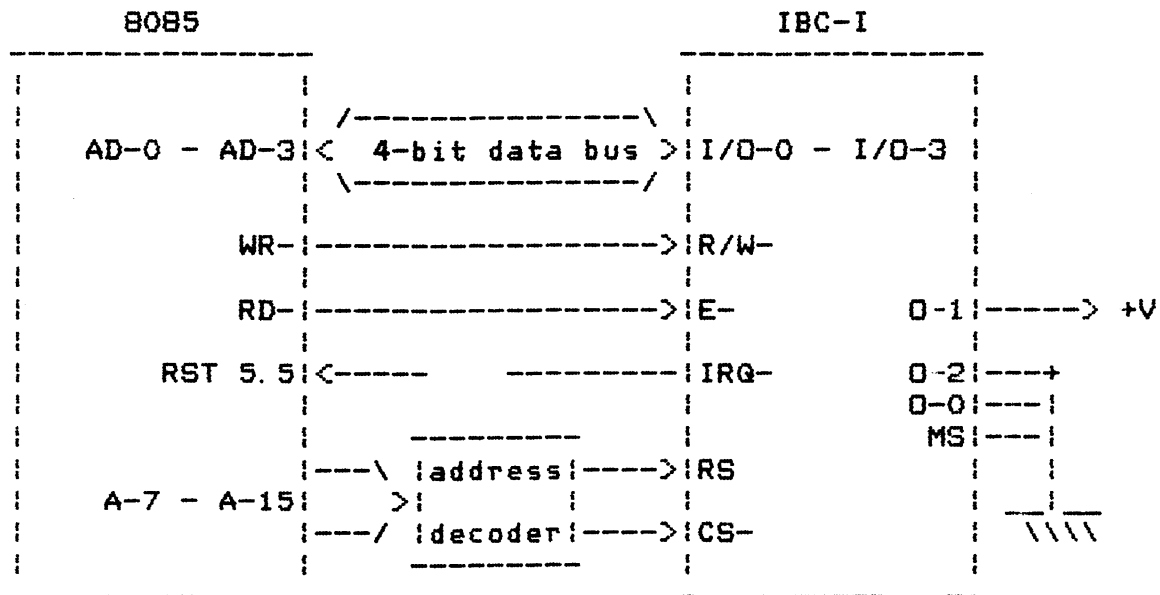 8085 IBC-I
AD-0 - AD-3 4-bit data bus I/O-0 - I/O-3
WR- R/W-
RD- E- O-1 +V
RST 5.5 IRQ- O-2
O-0
MS
address RS
A-7 - A-15
decoder CS-